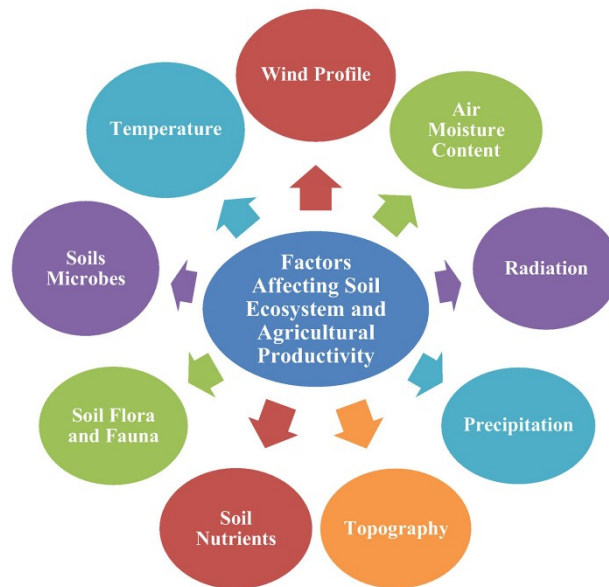 Wind Profile
Air
Moisture
Content
Radiation
Precipitation
Topography
Soil
Nutrients
Soil Flora
and Fauna
Soils
Microbes
Temperature
Factors
Affecting Soil
Ecosystem and
Agricultural
Productivity